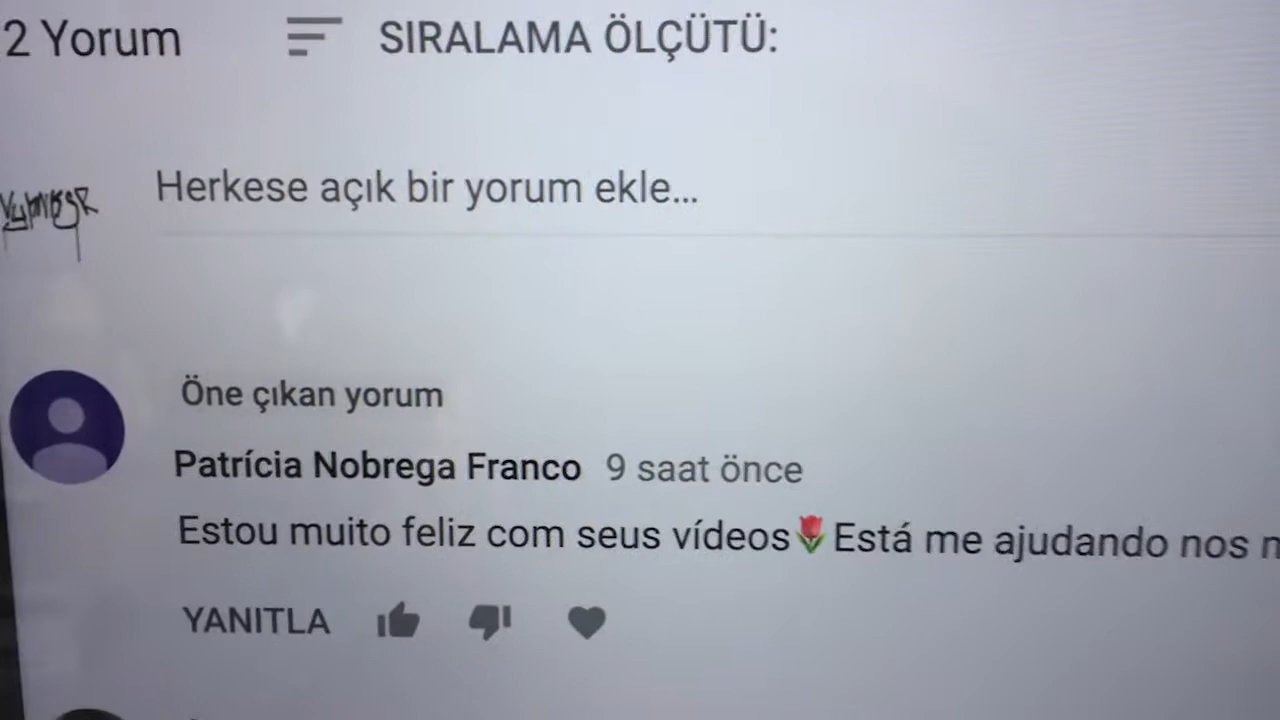 2 Yorum
SIRALAMA ÖLÇÜTÜ:
Herkese açık bir yorum ekle...
Öne çıkan yorum
Patrícia Nobrega Franco 9 saat önce
Estou muito feliz com seus vídeos🌷Está me ajudando nos
YANITLA